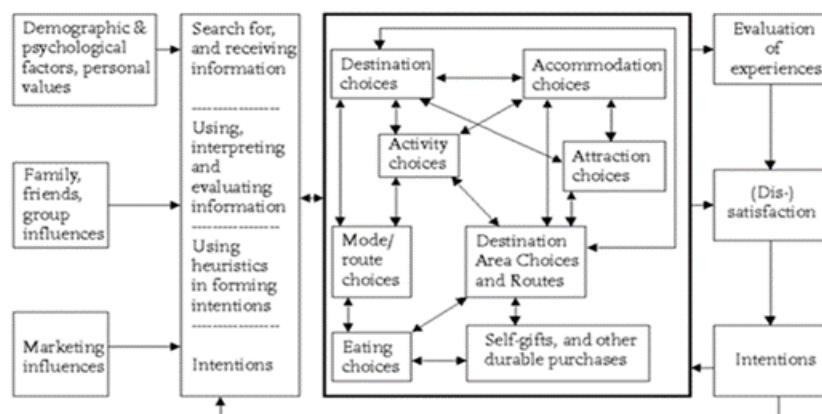 Demographic &
psychological
factors, personal
values
Family,
friends,
group
influences
Marketing
influences
Search for,
and receiving
information
Using,
interpreting
and
evaluating
information
Using
heuristics
in forming
intentions
Intentions
Destination
choices
Accommodation
choices
Activity
choices
Attraction
choices
Mode/
route
choices
Destination
Area Choices
and Routes
Eating
choices
Self-gifts, and other
durable purchases
Evaluation
of
experiences
(Dis-)
satisfaction
Intentions